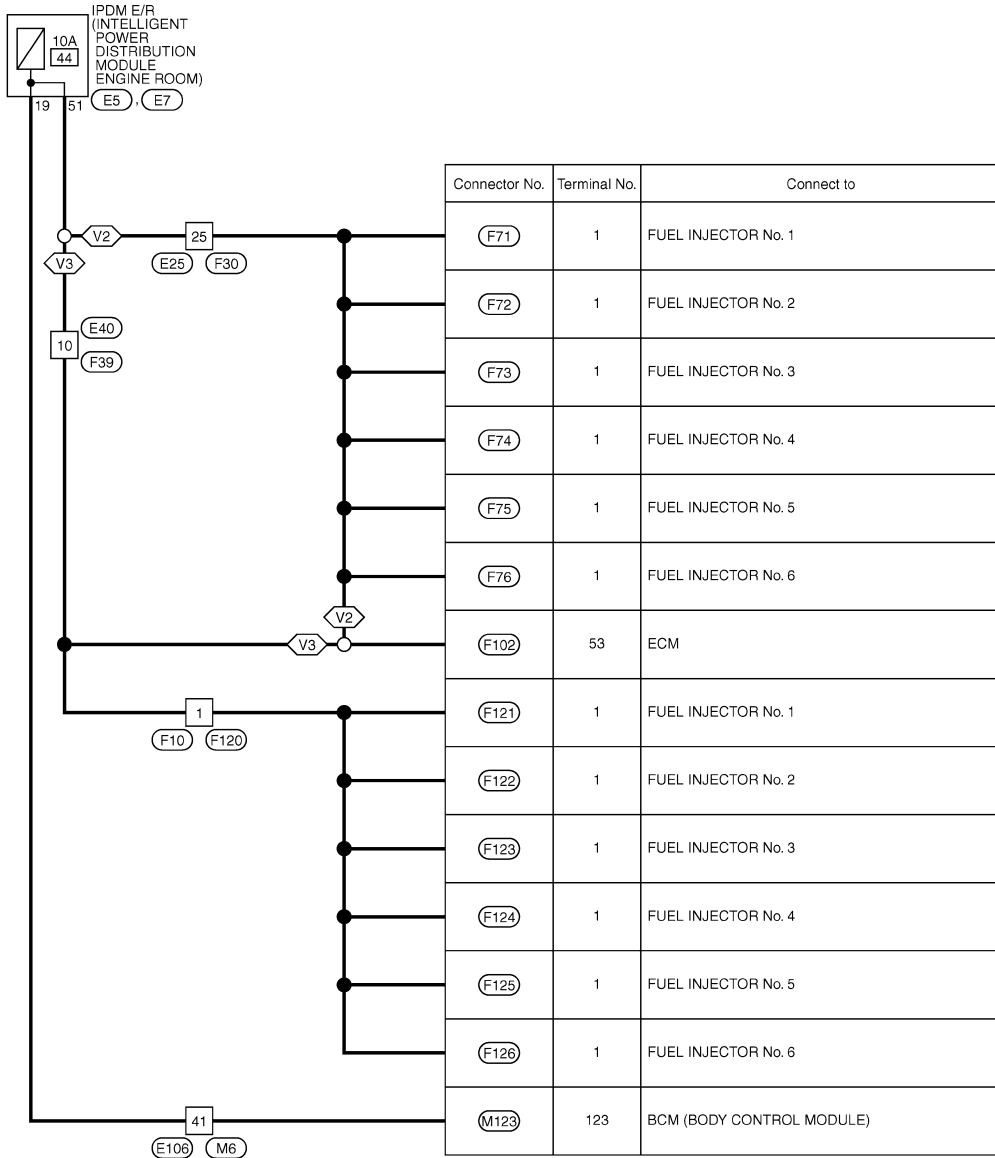 IPDM E/R
(INTELLIGENT
POWER
DISTRIBUTION
MODULE
ENGINE ROOM)
10A
44
E5 , E7
19 51
Connector No. Terminal No. Connect to
V2 25 F71 1 FUEL INJECTOR No. 1
V3 E25 F30
F72 1 FUEL INJECTOR No. 2
E40
10
F39
F73 1 FUEL INJECTOR No. 3
F74 1 FUEL INJECTOR No. 4
F75 1 FUEL INJECTOR No. 5
F76 1 FUEL INJECTOR No. 6
V2
V3 F102 53 ECM
1 F121 1 FUEL INJECTOR No. 1
F10 F120
F122 1 FUEL INJECTOR No. 2
F123 1 FUEL INJECTOR No. 3
F124 1 FUEL INJECTOR No. 4
F125 1 FUEL INJECTOR No. 5
F126 1 FUEL INJECTOR No. 6
41 M123 123 BCM (BODY CONTROL MODULE)
E106 M6